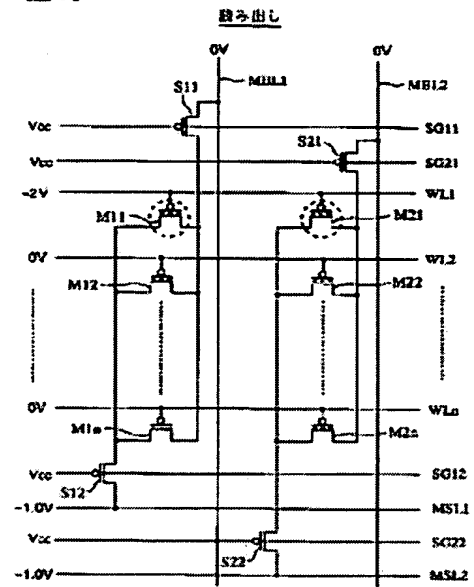 読み出し
0V
0V
S11
MBL1
MBL2
Vcc
S21
SG11
Vcc
SG21
-2V
WL1
M11
M21
0V
WL2
M12
M22
0V
WLn
M1n
M2n
Vcc
SG12
S12
-1.0V
MSL1
Vcc
SG22
S22
-1.0V
MSL2